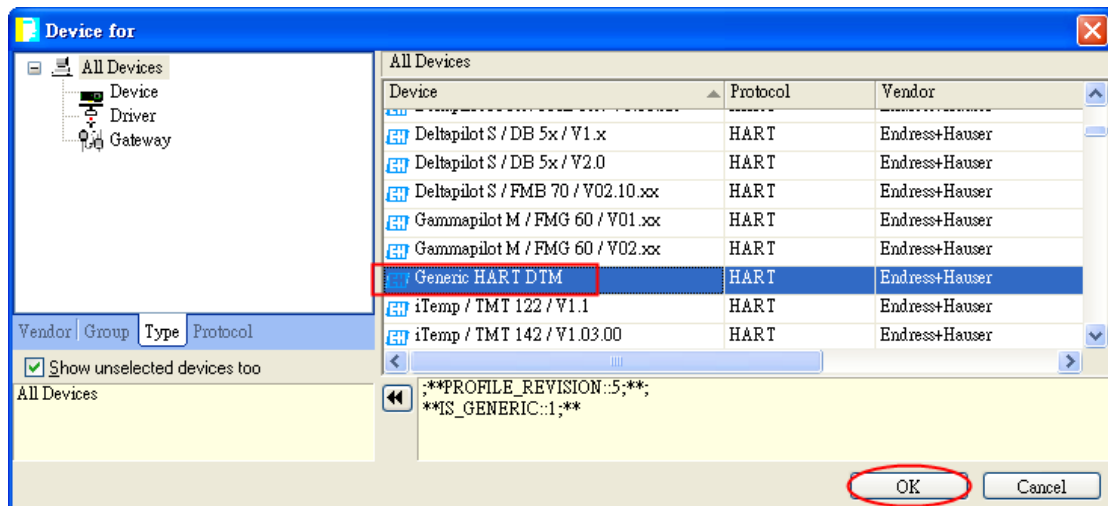 Device for
All Devices
Device
Driver
Gateway
Vendor Group Type Protocol
Show unselected devices too
All Devices
All Devices
Device Protocol Vendor
Deltapilot S / DB 5x / V1.x HART Endress+Hauser
Deltapilot S / DB 5x / V2.0 HART Endress+Hauser
Deltapilot S / FMB 70 / V02.10.xx HART Endress+Hauser
Gammapilot M / FMG 60 / V01.xx HART Endress+Hauser
Gammapilot M / FMG 60 / V02.xx HART Endress+Hauser
Generic HART DTM HART Endress+Hauser
iTemp / TMT 122 / V1.1 HART Endress+Hauser
iTemp / TMT 142 / V1.03.00 HART Endress+Hauser
;**PROFILE_REVISION::5;**;
**IS_GENERIC::1;**
OK Cancel